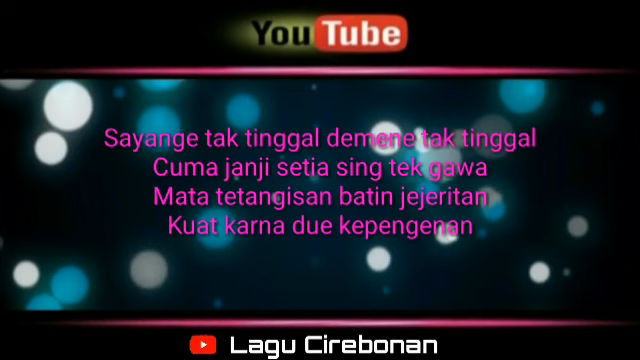 YouTube
Sayange tak tinggal demene tak tinggal
Cuma janji setia sing tek gawa
Mata tetangisan batin jejeritan
Kuat karna due kepengenan
Lagu Cirebonan